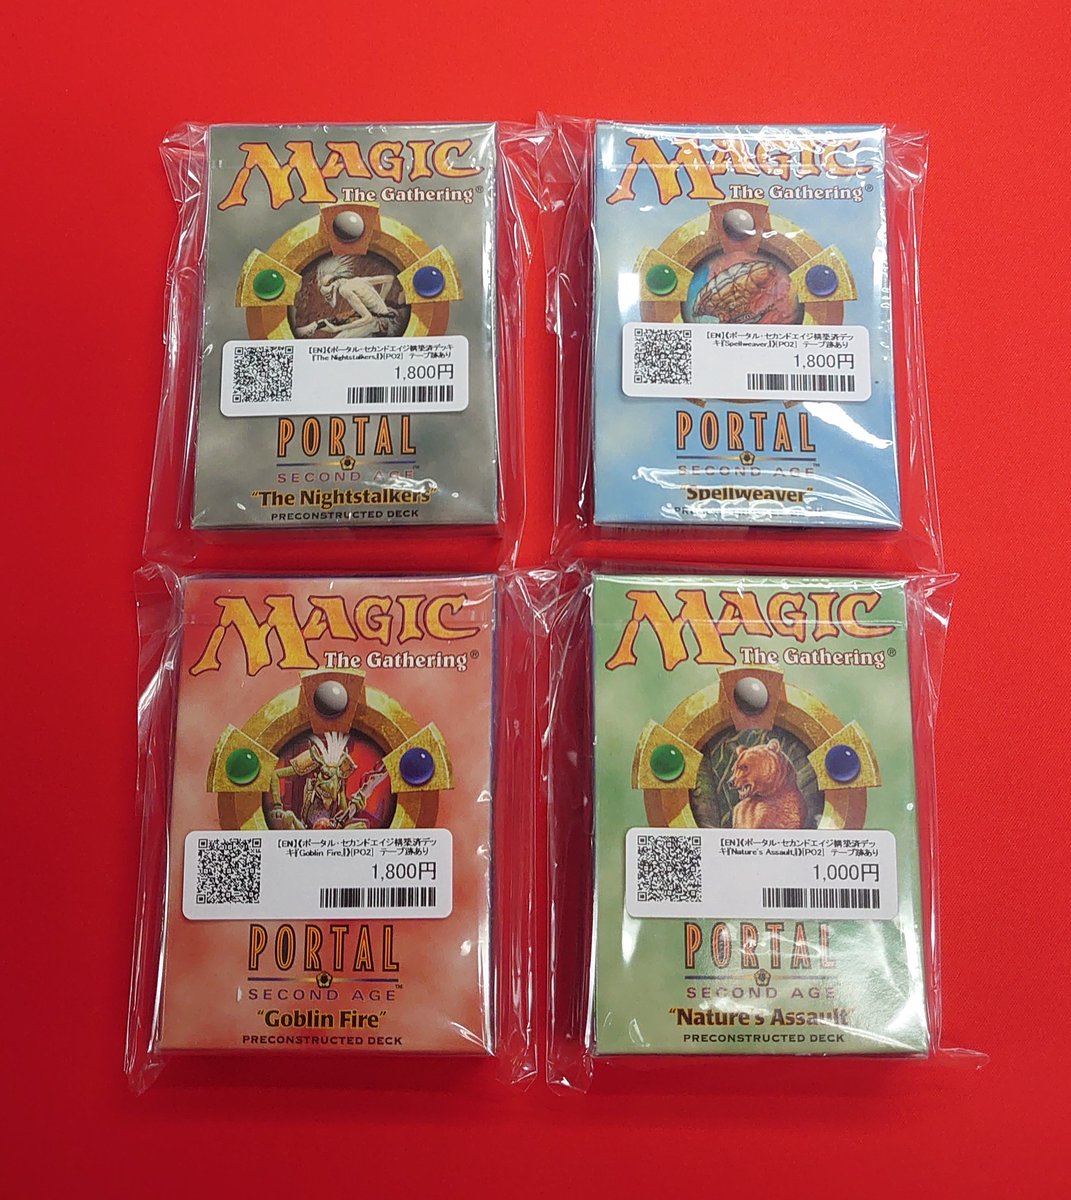 MAGIC
The Gathering®
【EN】《ポータル・セカンドエイジ構築済デッキ
『The Nightstalkers』》[PO2] テープ跡あり
1,800円
PORTAL
SECOND AGE™
"The Nightstalkers"
PRECONSTRUCTED DECK
MAGIC
The Gathering®
【EN】《ポータル・セカンドエイジ構築済デッ
キ『Spellweaver』》[PO2] テープ跡あり
1,800円
PORTAL
SECOND AGE™
"Spellweaver"
PRECONSTRUCTED DECK
MAGIC
The Gathering®
【EN】《ポータル・セカンドエイジ構築済デッ
キ『Goblin Fire』》[PO2] テープ跡あり
1,800円
PORTAL
SECOND AGE™
"Goblin Fire"
PRECONSTRUCTED DECK
MAGIC
The Gathering®
【EN】《ポータル・セカンドエイジ構築済デッ
キ『Nature's Assault』》[PO2] テープ跡あり
1,000円
PORTAL
SECOND AGE™
"Nature's Assault"
PRECONSTRUCTED DECK